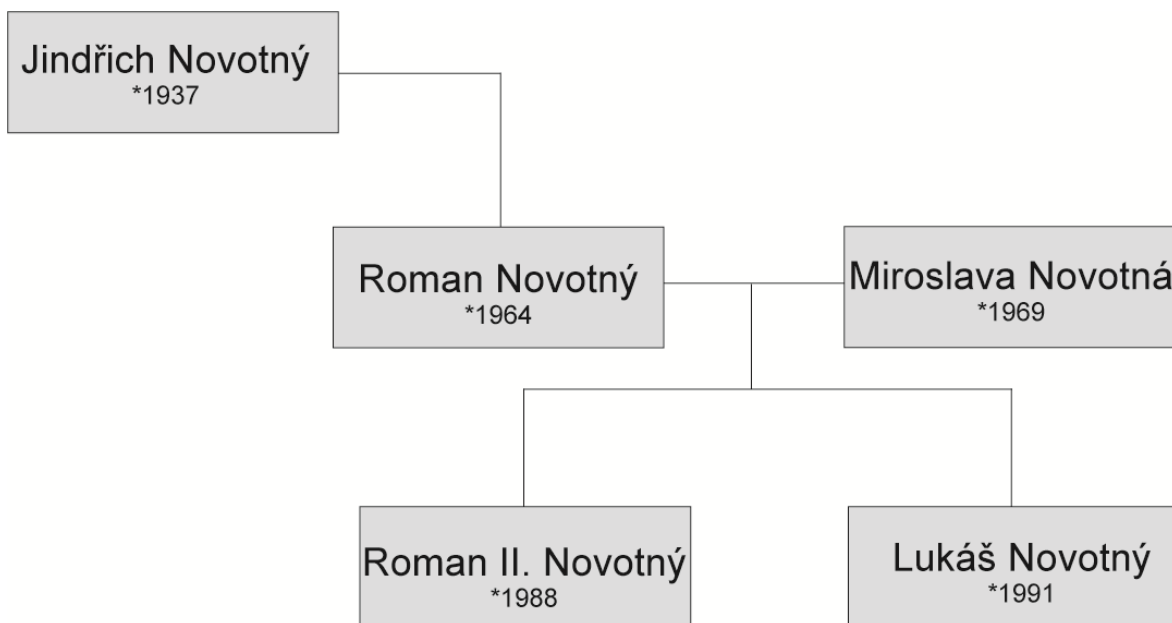 Jindřich Novotný
*1937
Roman Novotný
*1964
Miroslava Novotná
*1969
Roman II. Novotný
*1988
Lukáš Novotný
*1991